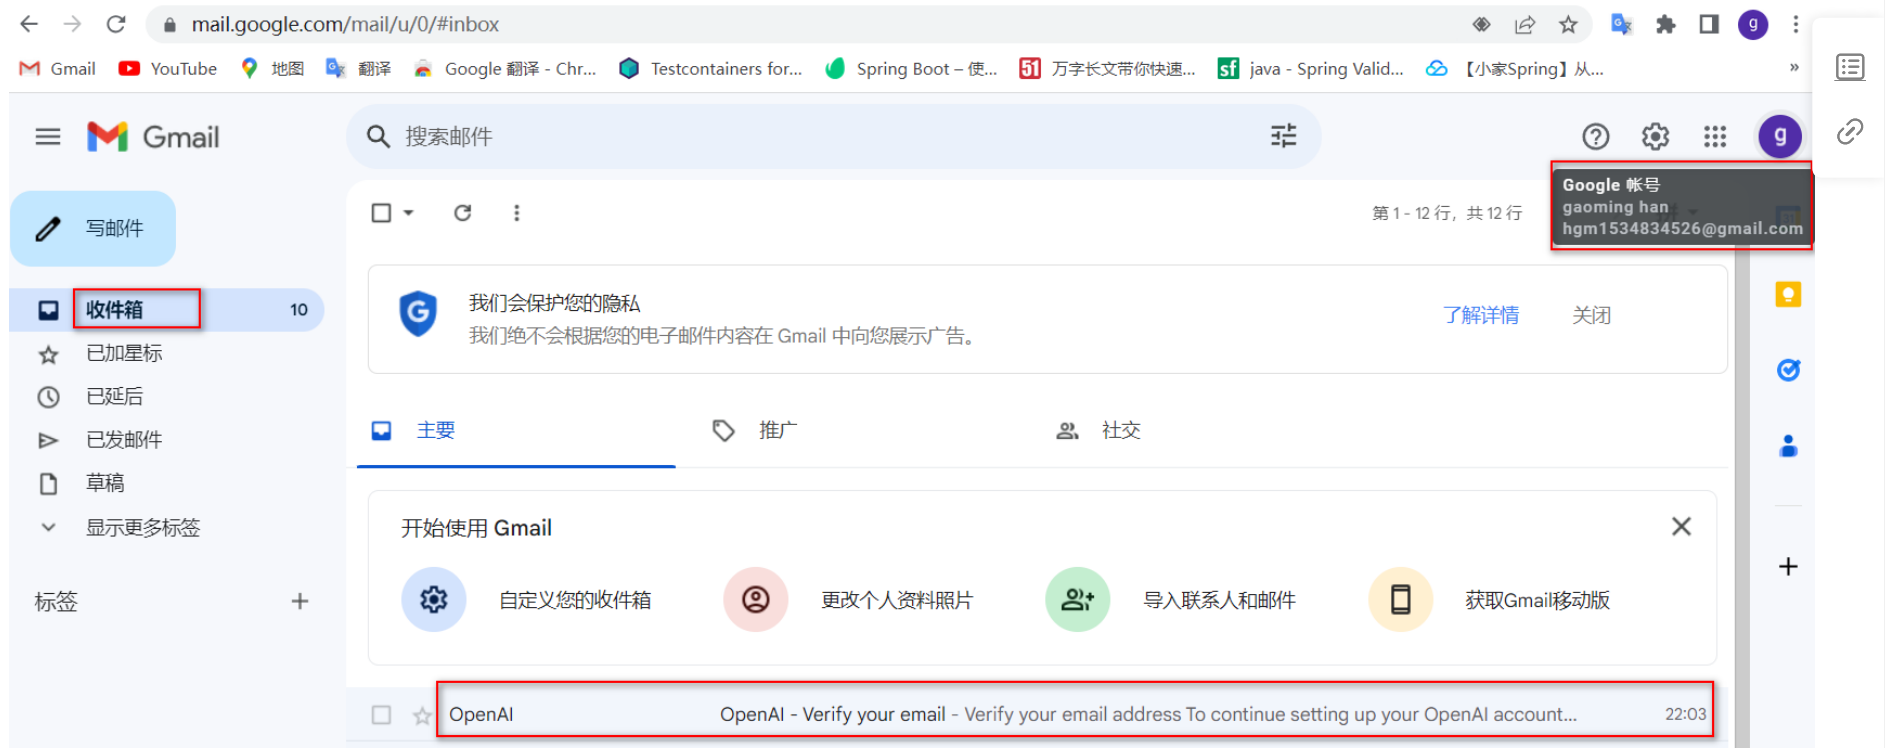 mail.google.com/mail/u/0/#inbox
g
Gmail
YouTube
地图
翻译
Google 翻译 - Chr...
Testcontainers for...
Spring Boot – 使...
51
万字长文带你快速...
sf
java - Spring Valid...
【小家Spring】从...
»
Gmail
搜索邮件
g
Google 帐号
gaoming han
hgm1534834526@gmail.com
写邮件
第 1 - 12 行，共 12 行
收件箱
10
已加星标
已延后
已发邮件
草稿
显示更多标签
标签
我们会保护您的隐私
我们绝不会根据您的电子邮件内容在 Gmail 中向您展示广告。
了解详情
关闭
主要
推广
社交
开始使用 Gmail
自定义您的收件箱
更改个人资料照片
导入联系人和邮件
获取Gmail移动版
OpenAI
OpenAI - Verify your email - Verify your email address To continue setting up your OpenAI account...
22:03